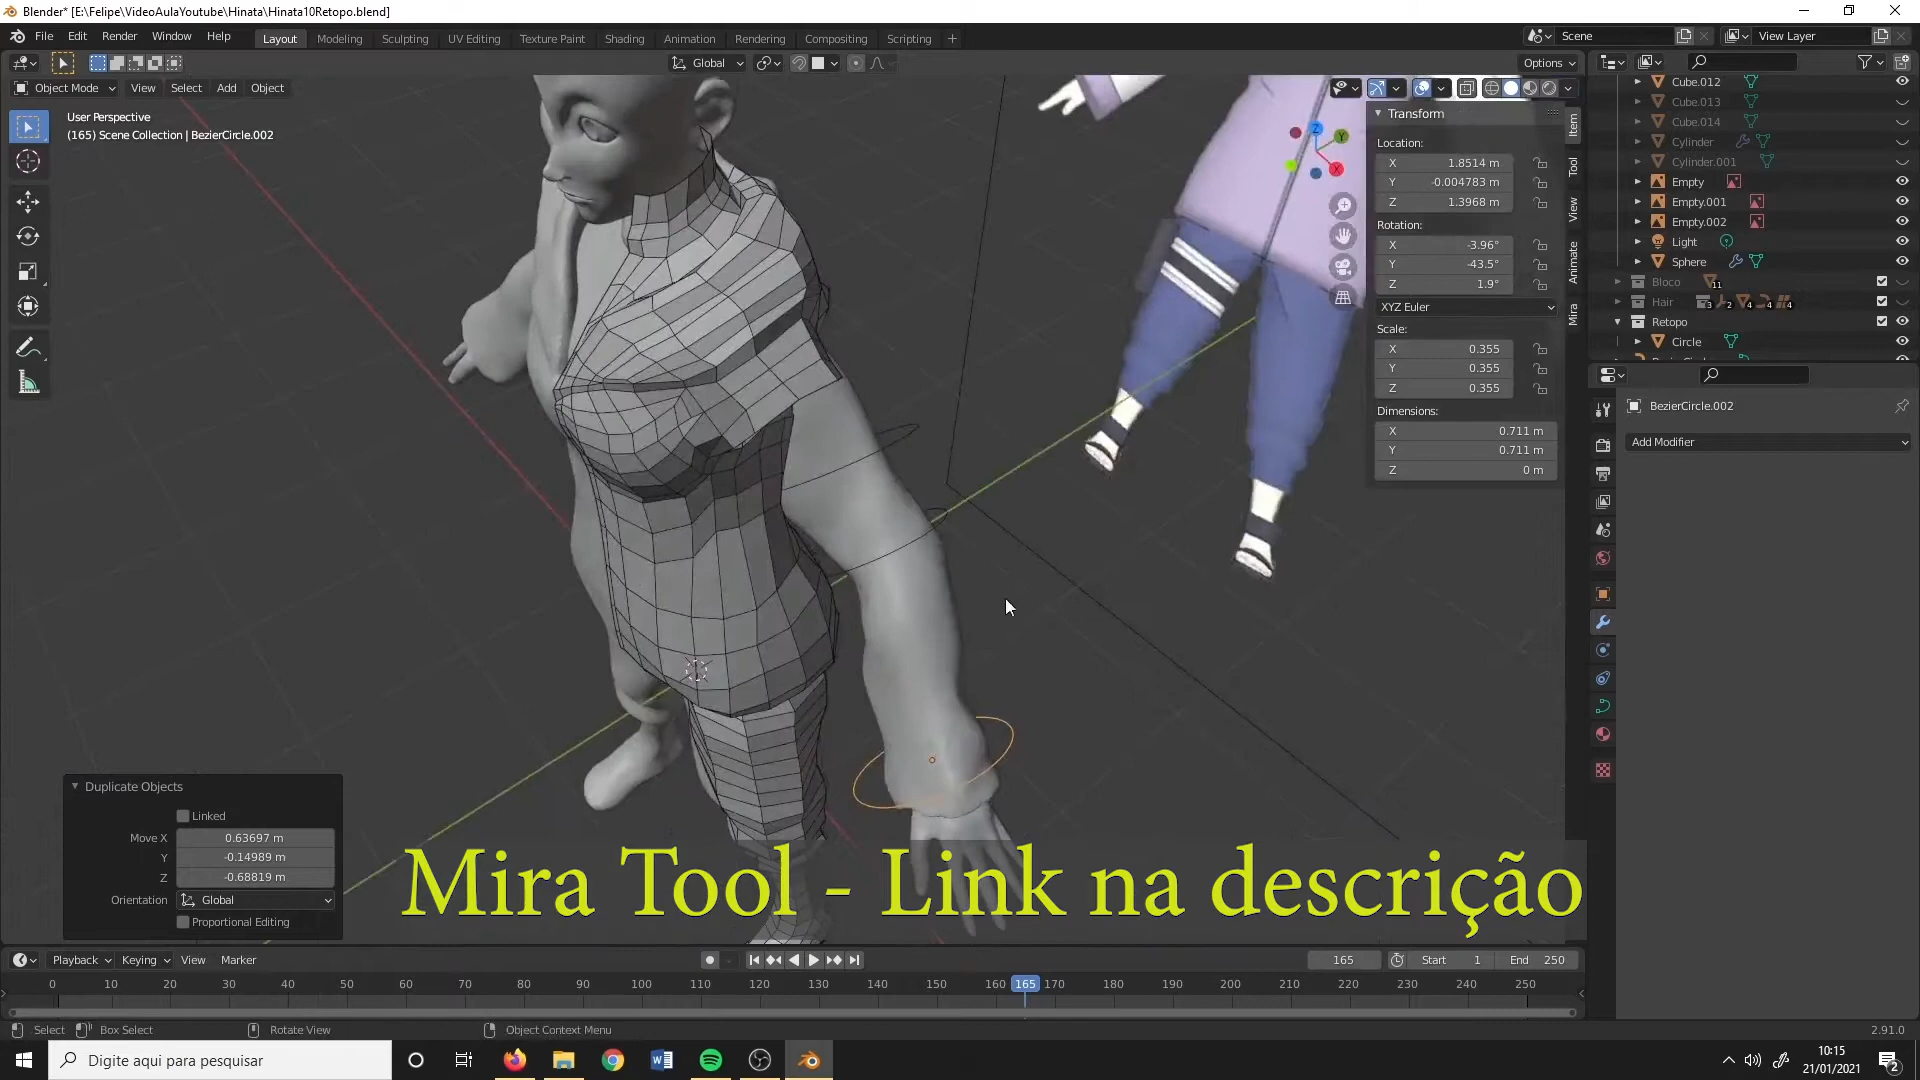 Blender* [E:\Felipe\VideoAulaYoutube\Hinata\Hinata10Retopo.blend]
File Edit Render Window Help
Layout Modeling Sculpting UV Editing Texture Paint Shading Animation Rendering Compositing Scripting
Scene
View Layer
Global
Options
Object Mode View Select Add Object
User Perspective
(165) Scene Collection | BezierCircle.002
Transform
Location:
X 1.8514 m
Y -0.004783 m
Z 1.3968 m
Rotation:
X -3.96°
Y -43.5°
Z 1.9°
XYZ Euler
Scale:
X 0.355
Y 0.355
Z 0.355
Dimensions:
X 0.711 m
Y 0.711 m
Z 0 m
Item
Tool
View
Animate
Mira
Cube.012
Cube.013
Cube.014
Cylinder
Cylinder.001
Empty
Empty.001
Empty.002
Light
Sphere
Bloco 11
Hair 3 2 4 4 4
Retopo
Circle
BezierCircle.002
Add Modifier
Duplicate Objects
Linked
Move X 0.63697 m
Y -0.14989 m
Z -0.68819 m
Orientation Global
Proportional Editing
Mira Tool - Link na descrição
Playback Keying View Marker
165
Start 1
End 250
0 10 20 30 40 50 60 70 80 90 100 110 120 130 140 150 160 165 170 180 190 200 210 220 230 240 250
Select Box Select Rotate View Object Context Menu
2.91.0
Digite aqui para pesquisar
10:15
21/01/2021
2